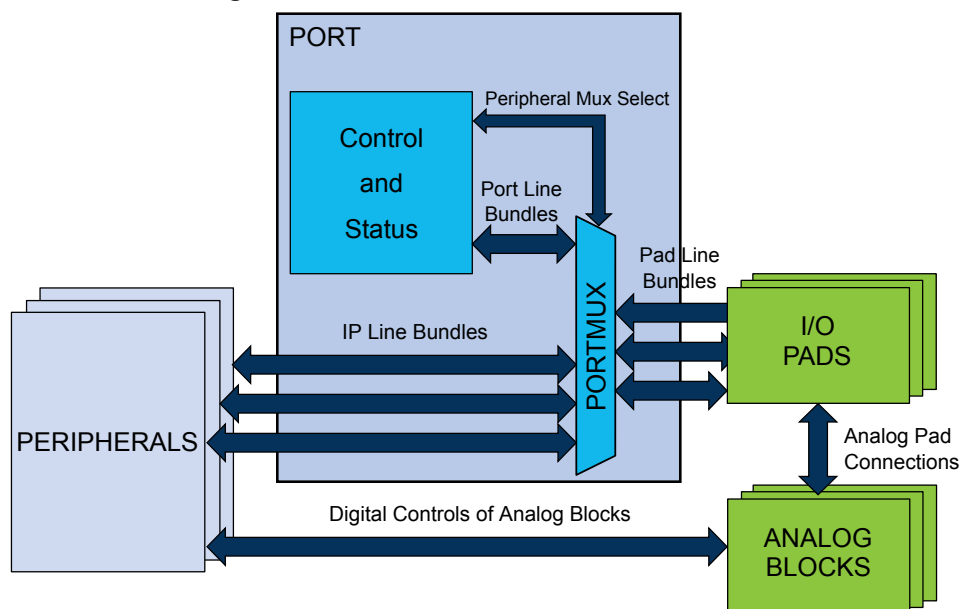 PORT
Peripheral Mux Select
Control
and
Status
Port Line
Bundles
Pad Line
Bundles
PORTMUX
I/O
PADS
IP Line Bundles
PERIPHERALS
Analog Pad
Connections
Digital Controls of Analog Blocks
ANALOG
BLOCKS